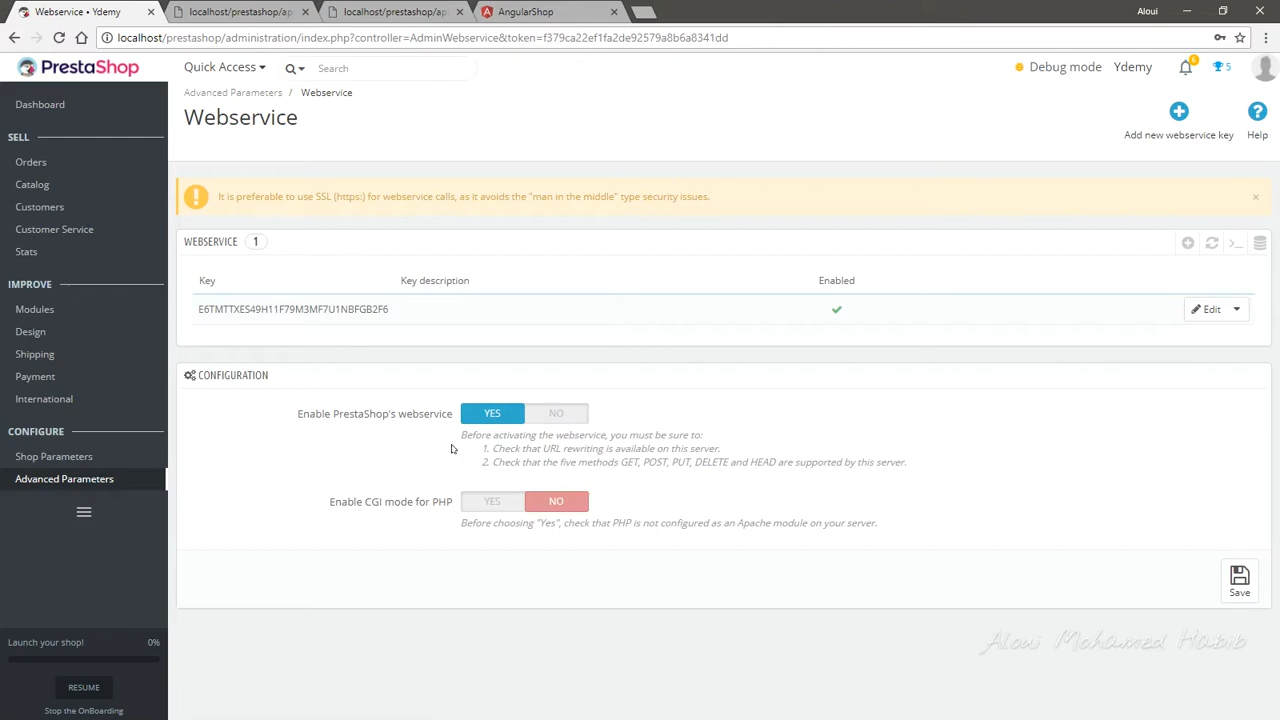 Webservice • Ydemy
localhost/prestashop/ap
localhost/prestashop/ap
AngularShop
Aloui
localhost/prestashop/administration/index.php?controller=AdminWebservice&token=f379ca22ef1fa2de92579a8b6a8341dd
PrestaShop
Quick Access
Search
Debug mode
Ydemy
6
5
Advanced Parameters / Webservice
Webservice
Add new webservice key
Help
Dashboard
SELL
Orders
Catalog
Customers
Customer Service
Stats
IMPROVE
Modules
Design
Shipping
Payment
International
CONFIGURE
Shop Parameters
Advanced Parameters
Launch your shop! 0%
RESUME
Stop the OnBoarding
It is preferable to use SSL (https:) for webservice calls, as it avoids the "man in the middle" type security issues.
WEBSERVICE 1
Key Key description Enabled
E6TMTTXES49H11F79M3MF7U1NBFGB2F6
Edit
CONFIGURATION
Enable PrestaShop's webservice YES NO
Before activating the webservice, you must be sure to:
1. Check that URL rewriting is available on this server.
2. Check that the five methods GET, POST, PUT, DELETE and HEAD are supported by this server.
Enable CGI mode for PHP YES NO
Before choosing "Yes", check that PHP is not configured as an Apache module on your server.
Save
Aloui Mohamed Habib